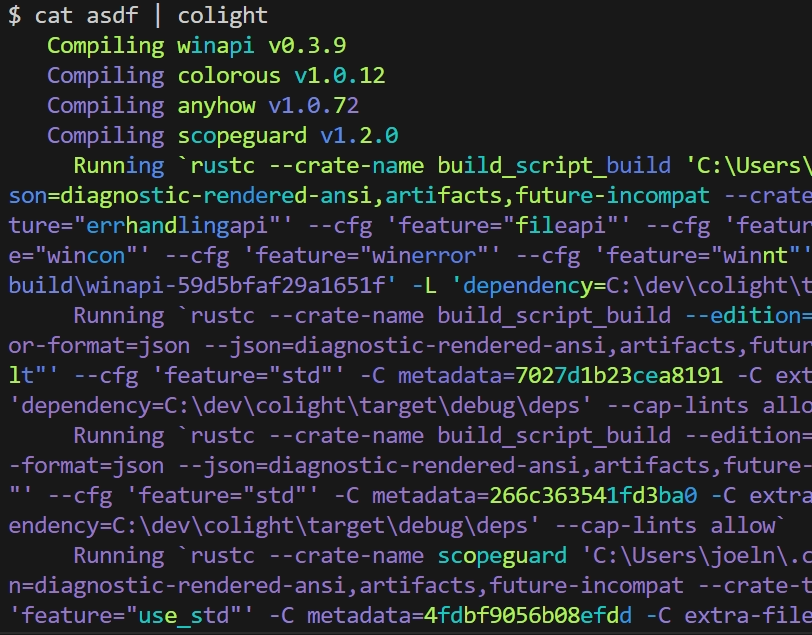 $ cat asdf | colight
Compiling winapi v0.3.9
Compiling colorous v1.0.12
Compiling anyhow v1.0.72
Compiling scopeguard v1.2.0
Running `rustc --crate-name build_script_build 'C:\Users\
son=diagnostic-rendered-ansi,artifacts,future-incompat --crate
ture="errhandlingapi"' --cfg 'feature="fileapi"' --cfg 'featur
e="wincon"' --cfg 'feature="winerror"' --cfg 'feature="winnt"'
build\winapi-59d5bfaf29a1651f' -L 'dependency=C:\dev\colight\t
Running `rustc --crate-name build_script_build --edition=
or-format=json --json=diagnostic-rendered-ansi,artifacts,futur
lt"' --cfg 'feature="std"' -C metadata=7027d1b23cea8191 -C ext
'dependency=C:\dev\colight\target\debug\deps' --cap-lints allo
Running `rustc --crate-name build_script_build --edition=
-format=json --json=diagnostic-rendered-ansi,artifacts,future-
"' --cfg 'feature="std"' -C metadata=266c363541fd3ba0 -C extra
endency=C:\dev\colight\target\debug\deps' --cap-lints allow`
Running `rustc --crate-name scopeguard 'C:\Users\joeln\.c
n=diagnostic-rendered-ansi,artifacts,future-incompat --crate-t
'feature="use_std"' -C metadata=4fdbf9056b08efdd -C extra-file